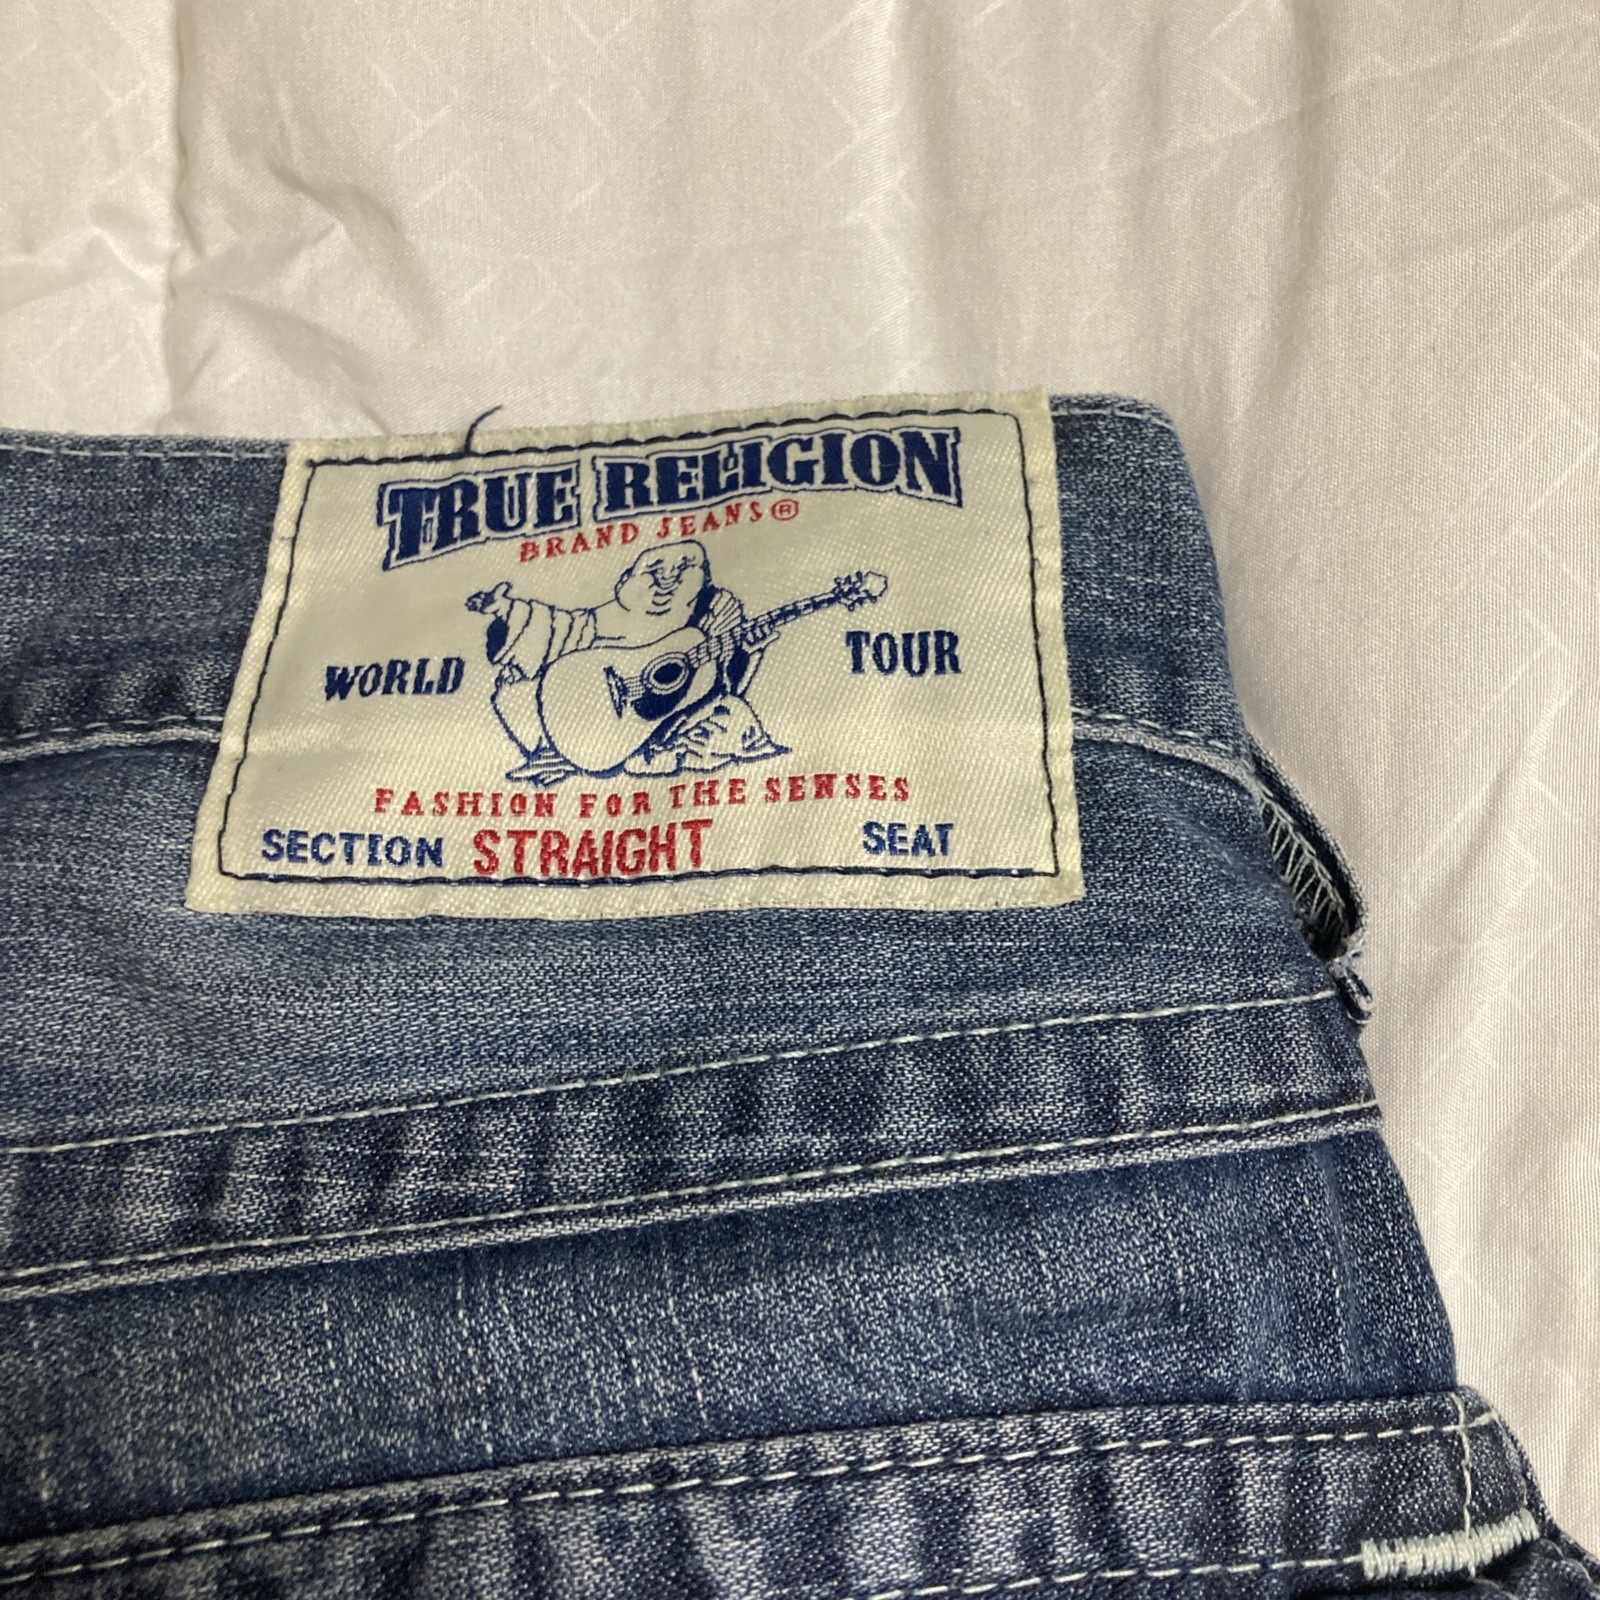 TRUE RELIGION
BRAND JEANS®
WORLD TOUR
FASHION FOR THE SENSES
SECTION STRAIGHT SEAT